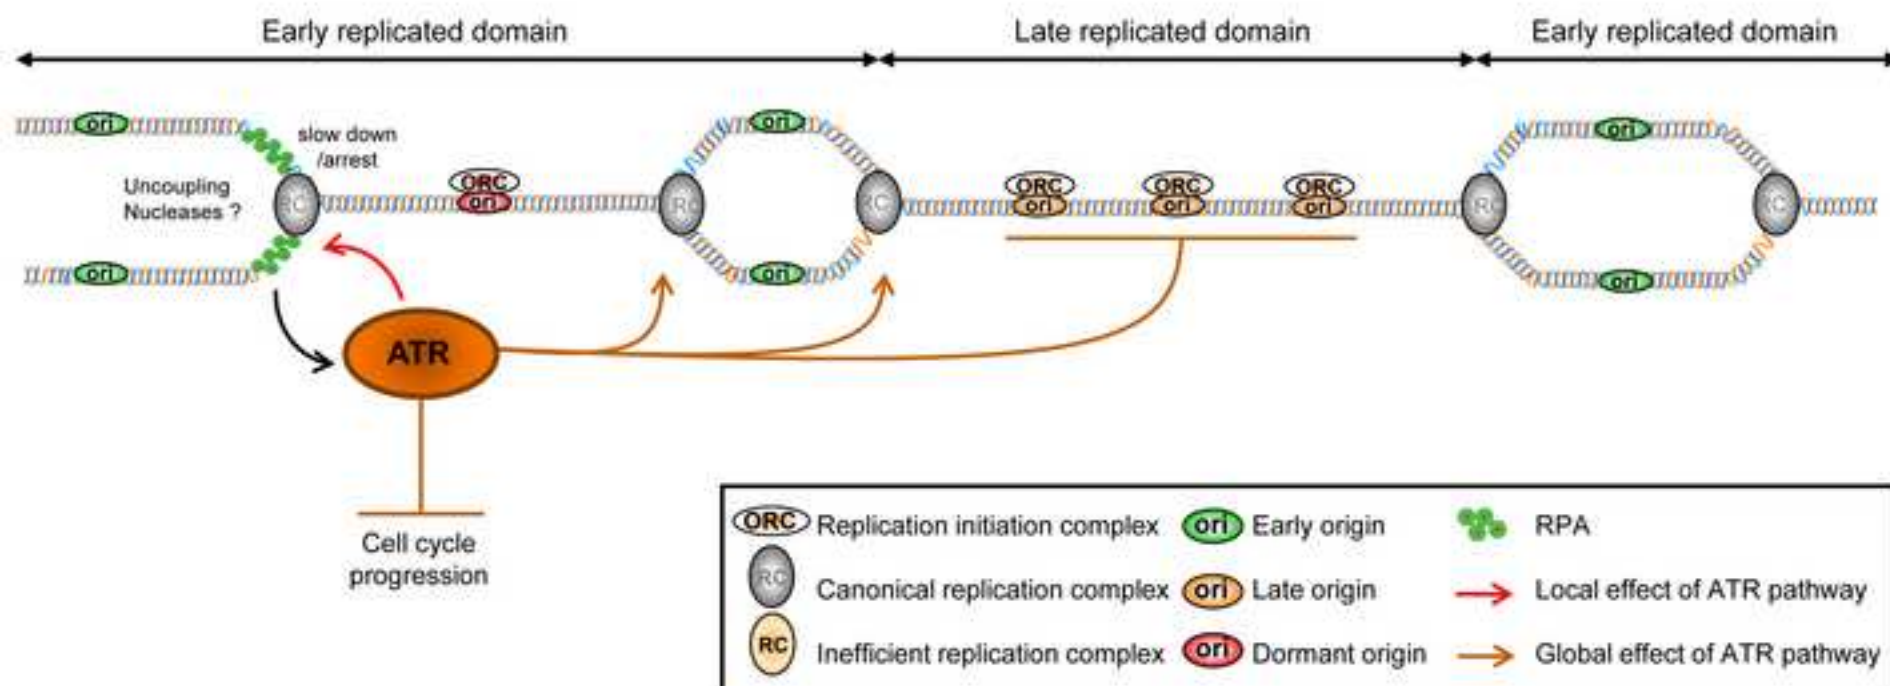 Early replicated domain
Late replicated domain
Early replicated domain
ori
ori
ori
slow down
/arrest
Uncoupling
Nucleases ?
RC
ORC
ori
RC
RC
ORC
ori
ORC
ori
ORC
ori
RC
RC
ori
ori
ori
ATR
Cell cycle
progression
ORC Replication initiation complex
ori Early origin
RPA
RC Canonical replication complex
ori Late origin
Local effect of ATR pathway
RC Inefficient replication complex
ori Dormant origin
Global effect of ATR pathway